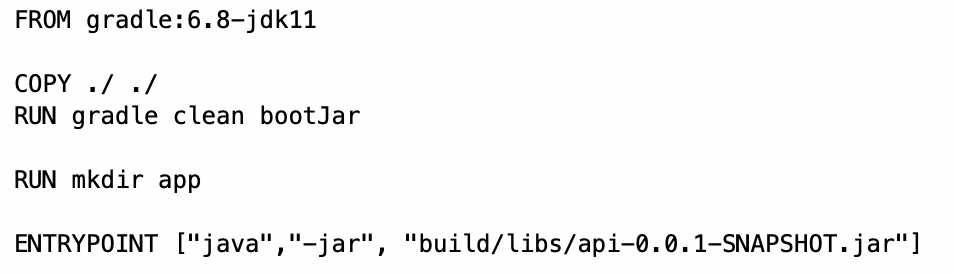 FROM gradle:6.8-jdk11
COPY ./ ./
RUN gradle clean bootJar
RUN mkdir app
ENTRYPOINT ["java","-jar", "build/libs/api-0.0.1-SNAPSHOT.jar"]